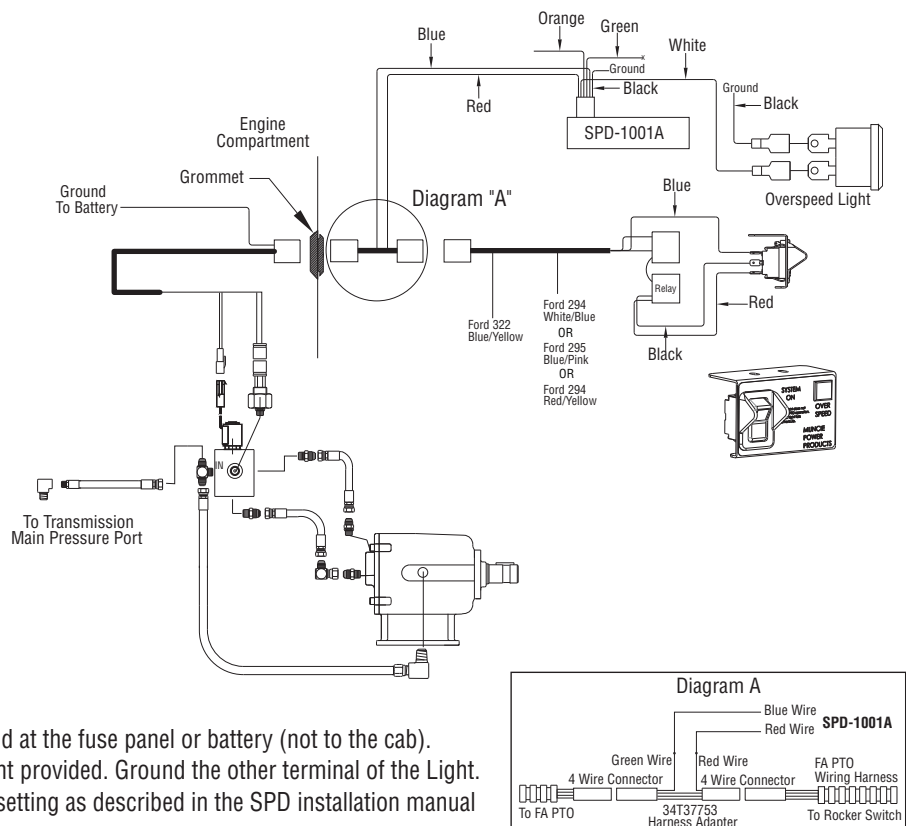 Orange
Green
Blue
White
Ground
Black
Red
Ground
Black
SPD-1001A
Engine
Compartment
Grommet
Diagram "A"
Overspeed Light
Ground
To Battery
Blue
Relay
Red
Ford 322
Blue/Yellow
Ford 294
White/Blue
OR
Ford 295
Blue/Pink
OR
Ford 294
Red/Yellow
Black
SYSTEM
ON
OVER
SPEED
MUNCIE
POWER
PRODUCTS
IN
To Transmission
Main Pressure Port
d at the fuse panel or battery (not to the cab).
nt provided. Ground the other terminal of the Light.
setting as described in the SPD installation manual
Diagram A
Blue Wire
Red Wire
SPD-1001A
Green Wire
Red Wire
FA PTO
Wiring Harness
4 Wire Connector
4 Wire Connector
To FA PTO
34T37753
Harness Adapter
To Rocker Switch